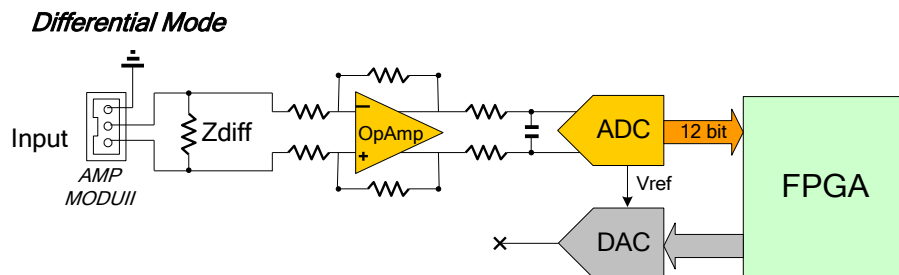 Differential Mode
Input
AMP
MODUII
Zdiff
−
OpAmp
+
ADC
12 bit
FPGA
Vref
DAC